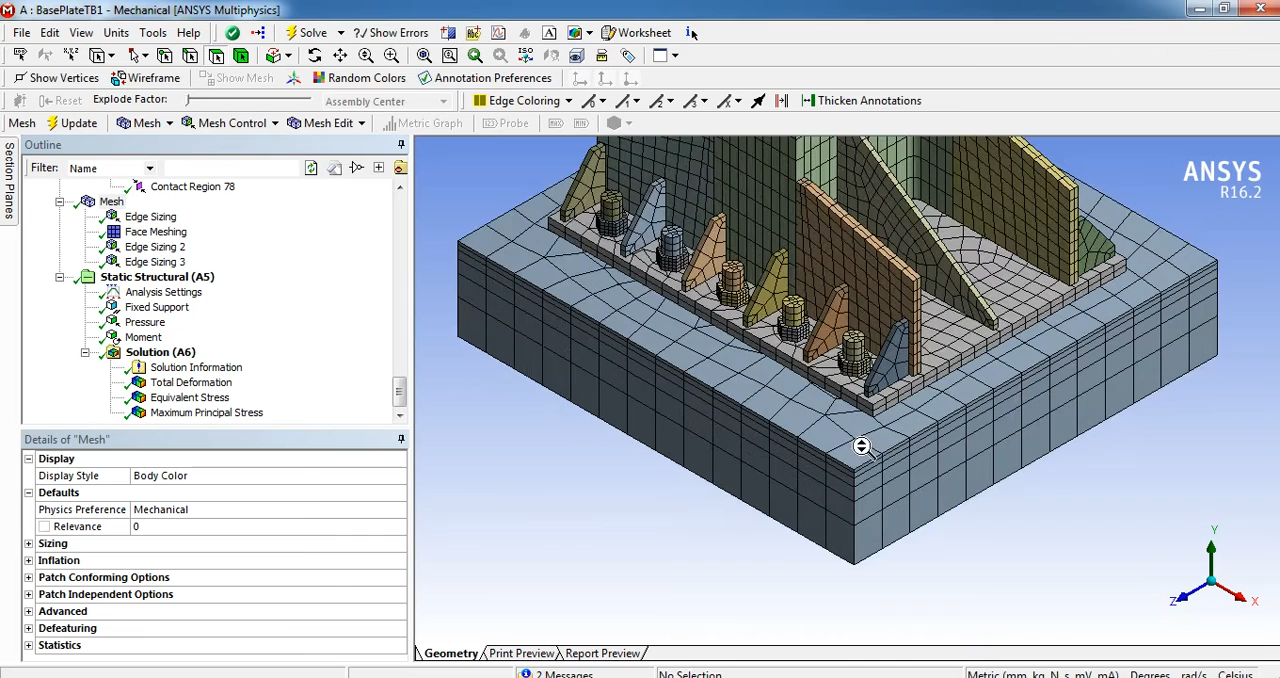 A : BasePlateTB1 - Mechanical [ANSYS Multiphysics]
File Edit View Units Tools Help Solve ?/ Show Errors Worksheet
Show Vertices Wireframe Show Mesh Random Colors Annotation Preferences
Reset Explode Factor: Assembly Center Edge Coloring Thicken Annotations
Mesh Update Mesh Mesh Control Mesh Edit Metric Graph Probe MAX MIN
Section Planes
Outline
Filter: Name
Contact Region 78
Mesh
Edge Sizing
Face Meshing
Edge Sizing 2
Edge Sizing 3
Static Structural (A5)
Analysis Settings
Fixed Support
Pressure
Moment
Solution (A6)
Solution Information
Total Deformation
Equivalent Stress
Maximum Principal Stress
Details of "Mesh"
Display
Display Style Body Color
Defaults
Physics Preference Mechanical
Relevance 0
Sizing
Inflation
Patch Conforming Options
Patch Independent Options
Advanced
Defeaturing
Statistics
ANSYS
R16.2
Y
Z
X
Geometry Print Preview Report Preview
2 Messages No Selection Metric (mm, kg, N, s, mV, mA) Degrees rad/s Celsius